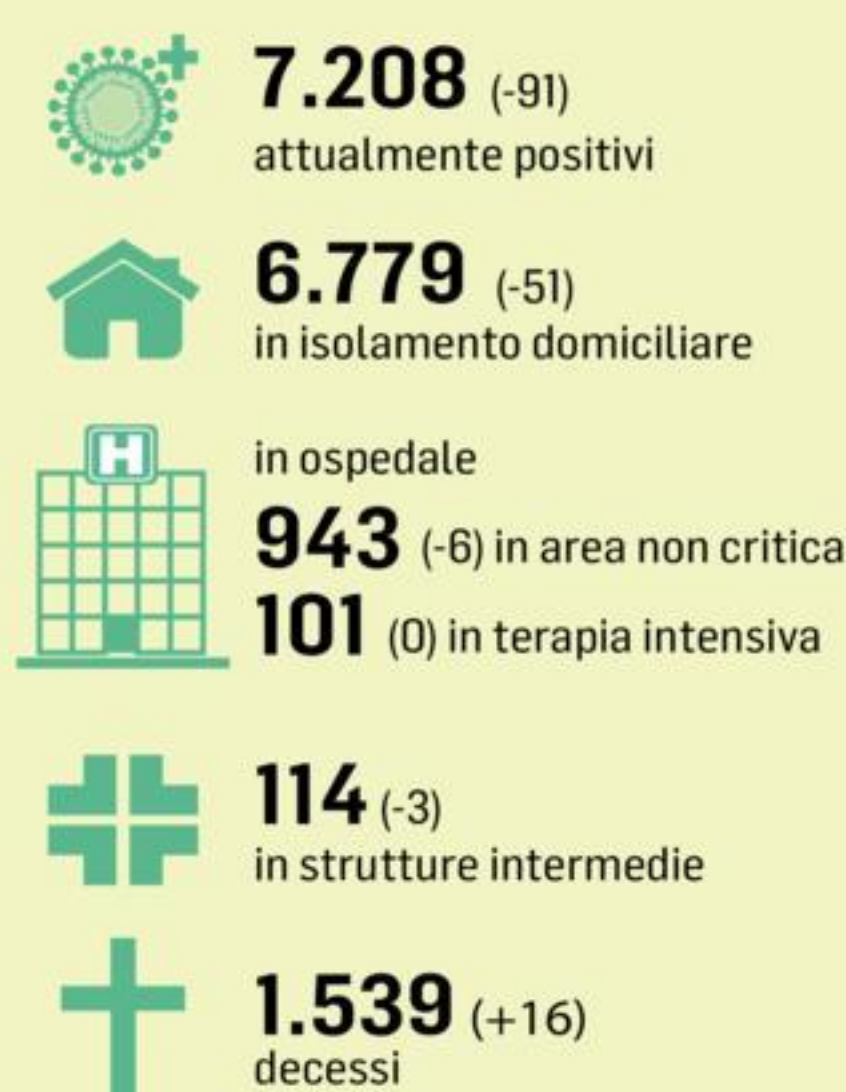 7.208 (-91)
attualmente positivi
6.779 (-51)
in isolamento domiciliare
H
in ospedale
943 (-6) in area non critica
101 (0) in terapia intensiva
114 (-3)
in strutture intermedie
1.539 (+16)
decessi